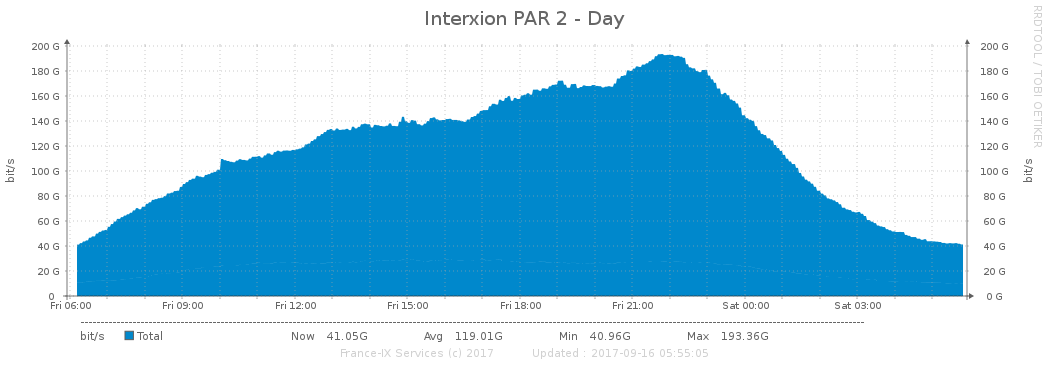 Interxion PAR 2 - Day
RRDTOOL / TOBI OETIKER
200 G 200 G
180 G 180 G
160 G 160 G
140 G 140 G
120 G 120 G
bit/s bit/s
100 G 100 G
80 G 80 G
60 G 60 G
40 G 40 G
20 G 20 G
0 0 G
Fri 06:00 Fri 09:00 Fri 12:00 Fri 15:00 Fri 18:00 Fri 21:00 Sat 00:00 Sat 03:00
bit/s Total Now 41.05G Avg 119.01G Min 40.96G Max 193.36G
France-IX Services (c) 2017 Updated : 2017-09-16 05:55:05